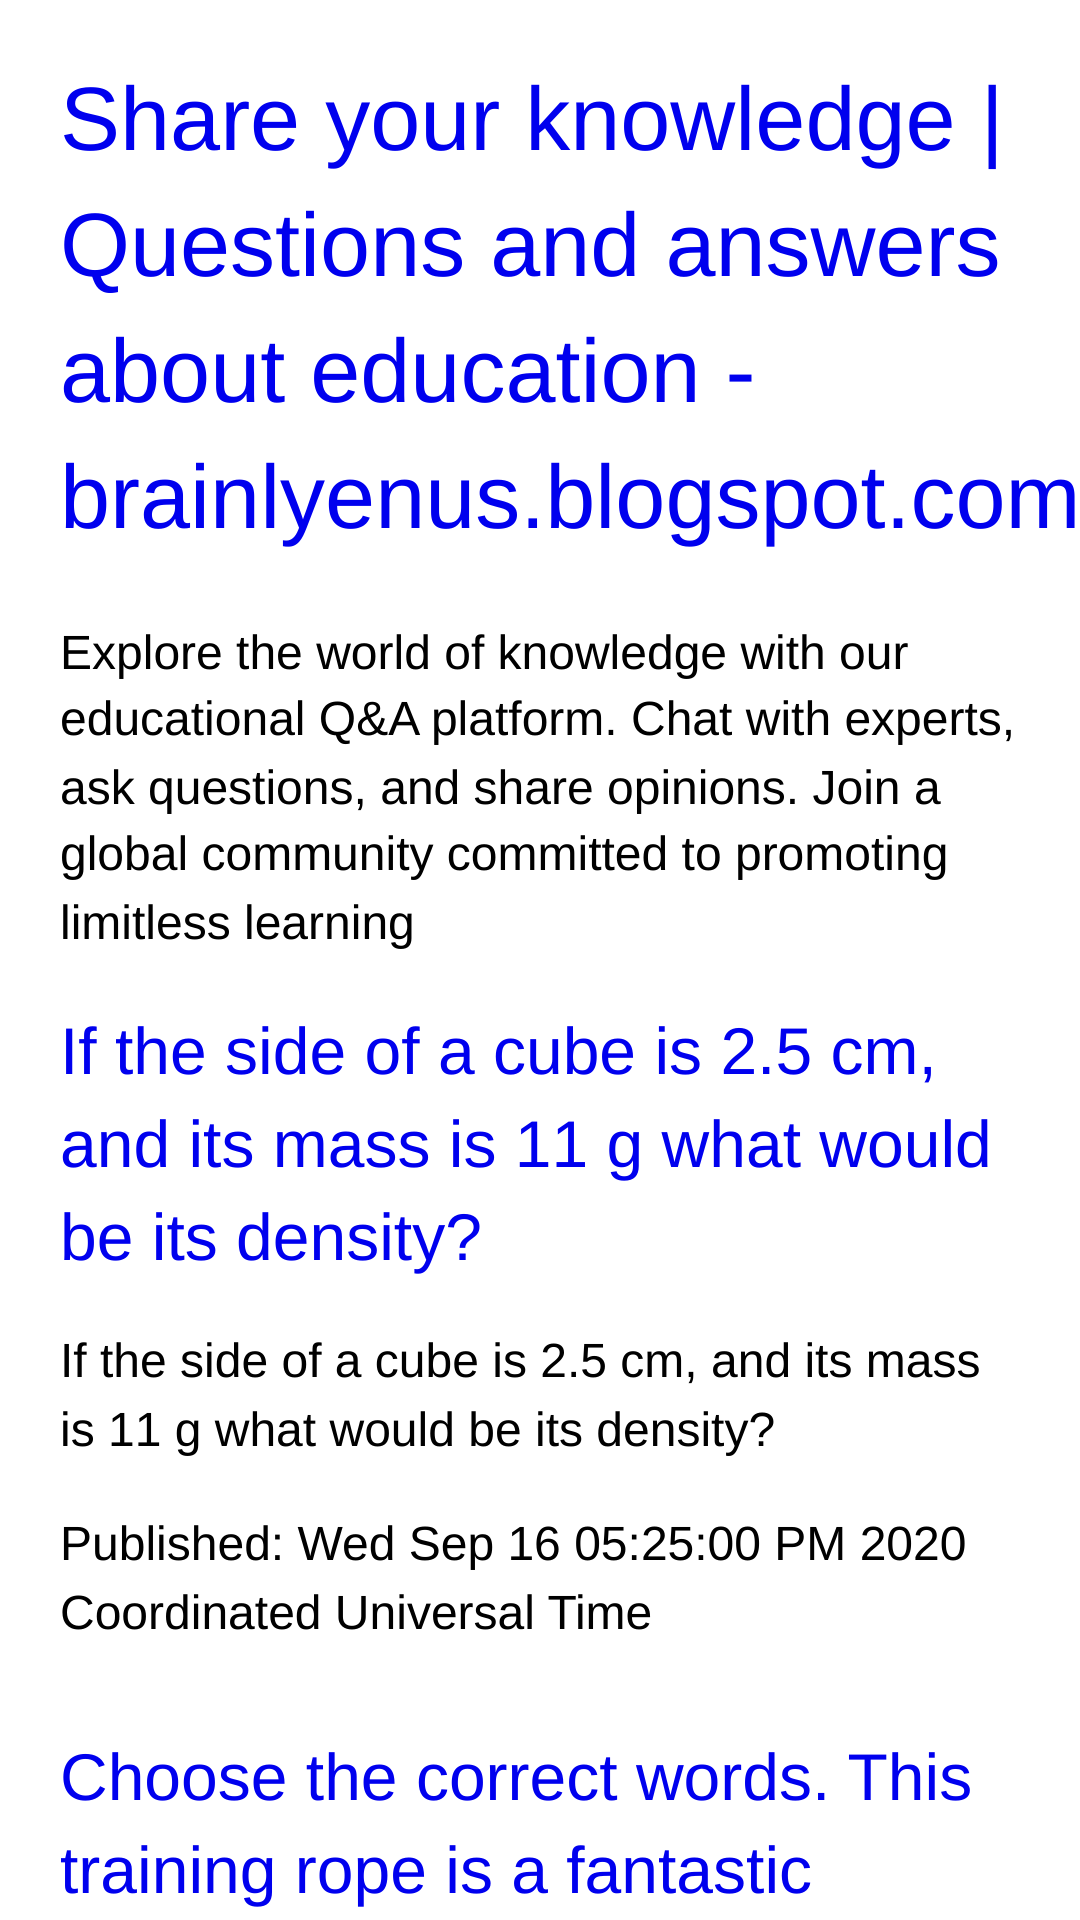 Share your knowledge |
Questions and answers
about education -
brainlyenus.blogspot.com
Explore the world of knowledge with our
educational Q&A platform. Chat with experts,
ask questions, and share opinions. Join a
global community committed to promoting
limitless learning
If the side of a cube is 2.5 cm,
and its mass is 11 g what would
be its density?
If the side of a cube is 2.5 cm, and its mass
is 11 g what would be its density?
Published: Wed Sep 16 05:25:00 PM 2020
Coordinated Universal Time
Choose the correct words. This
training rope is a fantastic